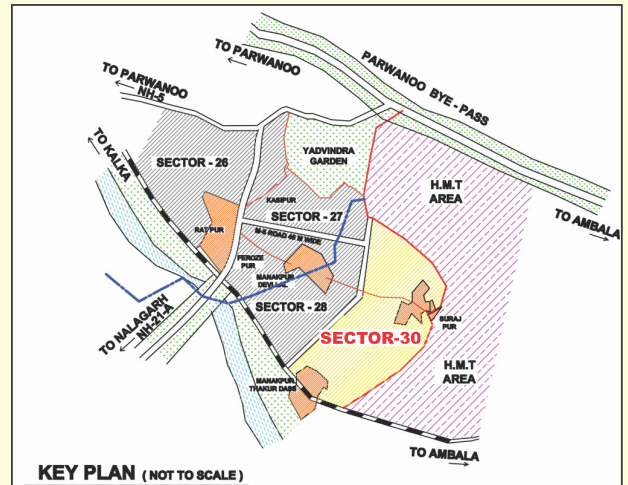 TO PARWANOO
PARWANOO BYE - PASS
TO PARWANOO
NH-5
TO KALKA
SECTOR - 26
YADVINDRA
GARDEN
H.M.T
AREA
KASIPUR
SECTOR - 27
TO AMBALA
RAT PUR
M-5 ROAD 45 M WIDE
FEROZE
PUR
MANAKPUR
DEVI LAL
SECTOR - 28
TO NALAGARH
NH-21-A
SURAJ
PUR
SECTOR-30
H.M.T
AREA
MANAKPUR
THAKUR DASS
TO AMBALA
KEY PLAN ( NOT TO SCALE )